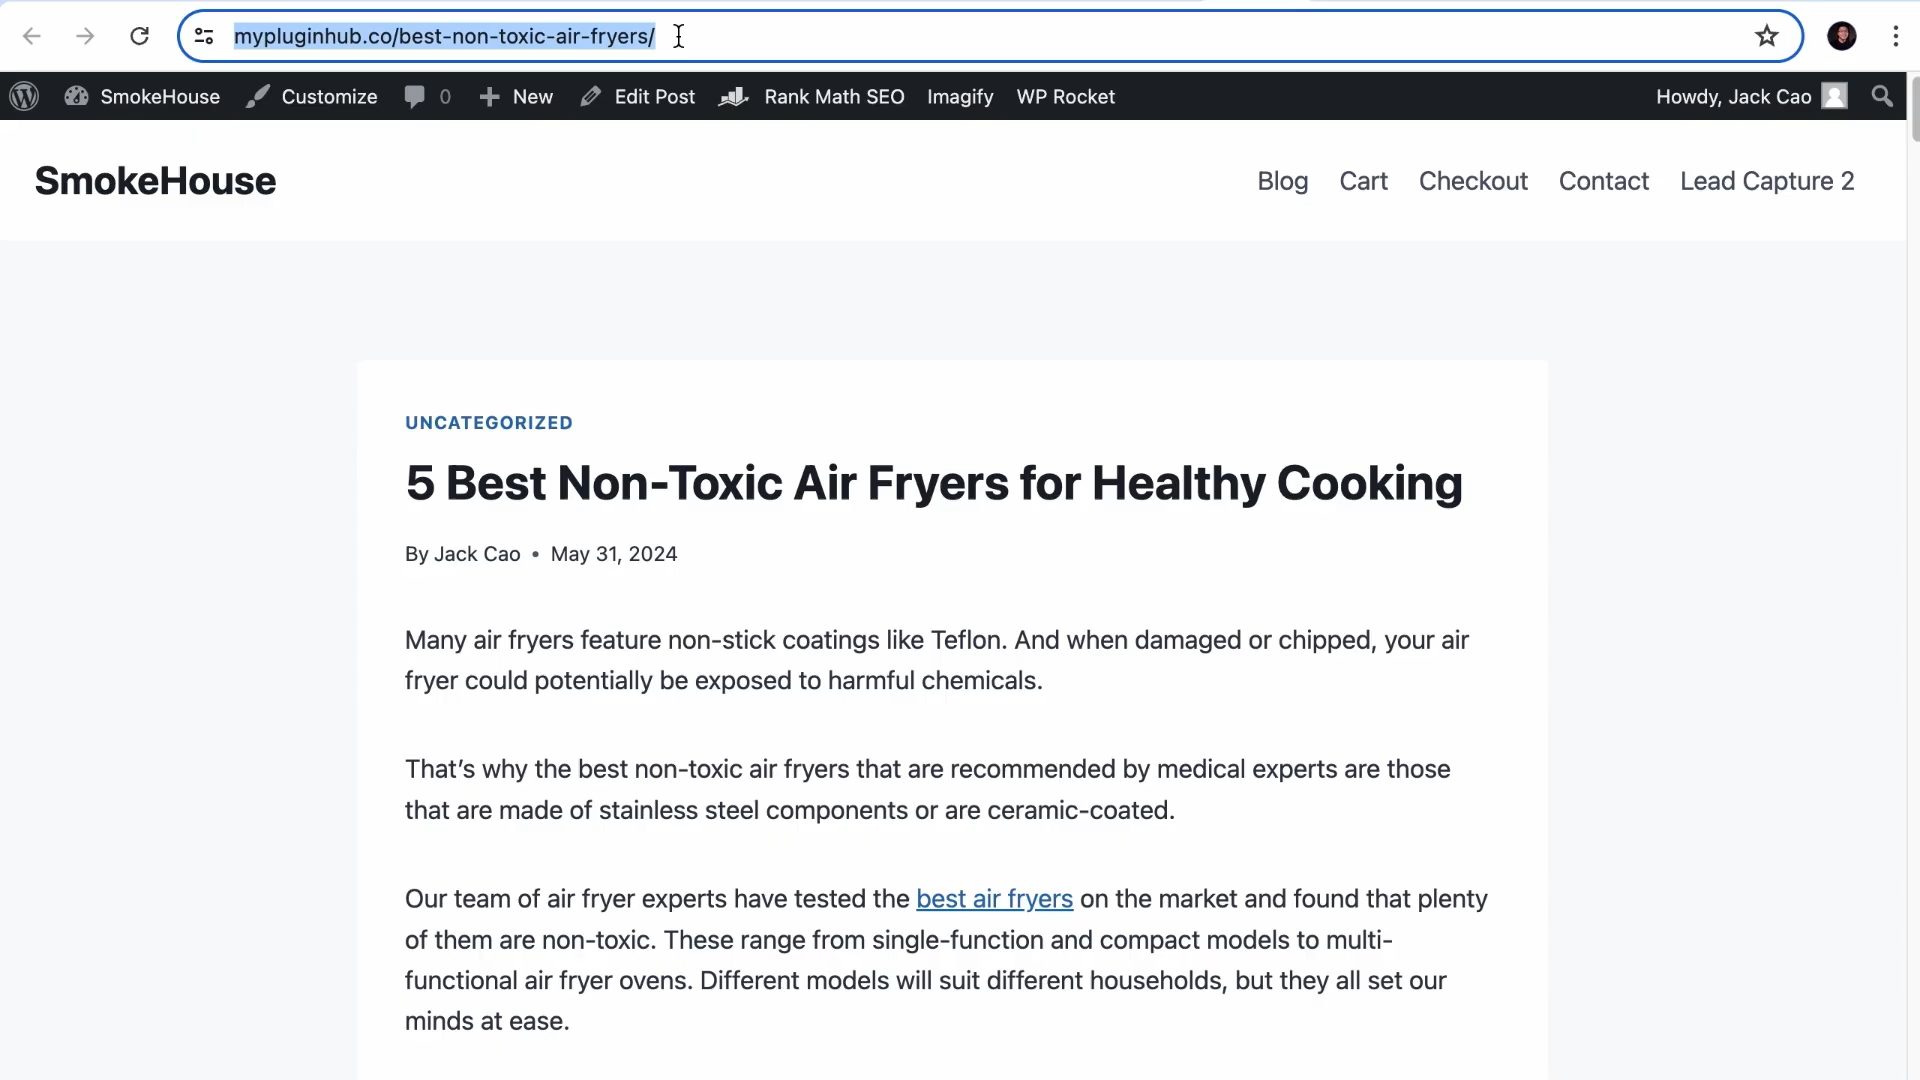 mypluginhub.co/best-non-toxic-air-fryers/
SmokeHouse Customize 0 New Edit Post Rank Math SEO Imagify WP Rocket Howdy, Jack Cao
SmokeHouse Blog Cart Checkout Contact Lead Capture 2
UNCATEGORIZED
5 Best Non-Toxic Air Fryers for Healthy Cooking
By Jack Cao • May 31, 2024
Many air fryers feature non-stick coatings like Teflon. And when damaged or chipped, your air
fryer could potentially be exposed to harmful chemicals.
That’s why the best non-toxic air fryers that are recommended by medical experts are those
that are made of stainless steel components or are ceramic-coated.
Our team of air fryer experts have tested the best air fryers on the market and found that plenty
of them are non-toxic. These range from single-function and compact models to multi-
functional air fryer ovens. Different models will suit different households, but they all set our
minds at ease.